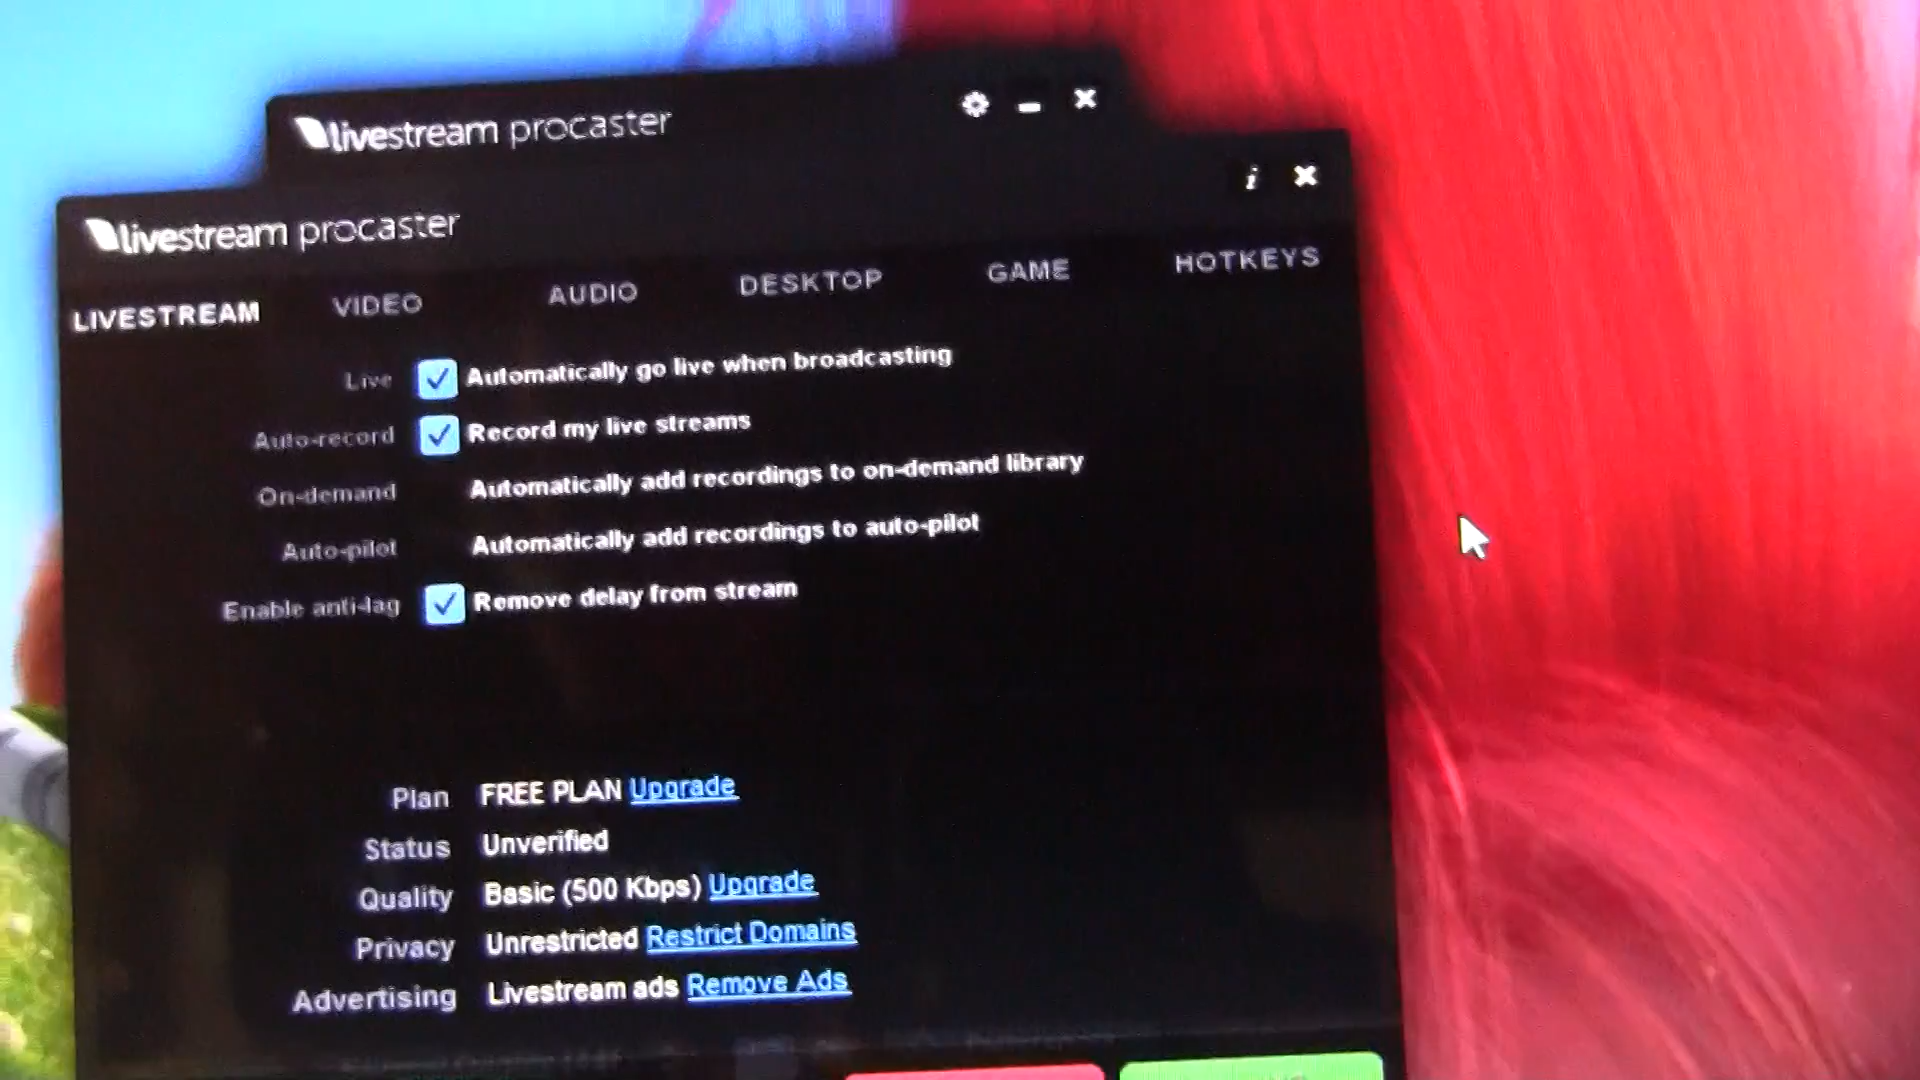 livestream procaster
i
livestream procaster
LIVESTREAM VIDEO AUDIO DESKTOP GAME HOTKEYS
Live Automatically go live when broadcasting
Auto-record Record my live streams
On-demand Automatically add recordings to on-demand library
Auto-pilot Automatically add recordings to auto-pilot
Enable anti-lag Remove delay from stream
Plan FREE PLAN Upgrade
Status Unverified
Quality Basic (500 Kbps) Upgrade
Privacy Unrestricted Restrict Domains
Advertising Livestream ads Remove Ads